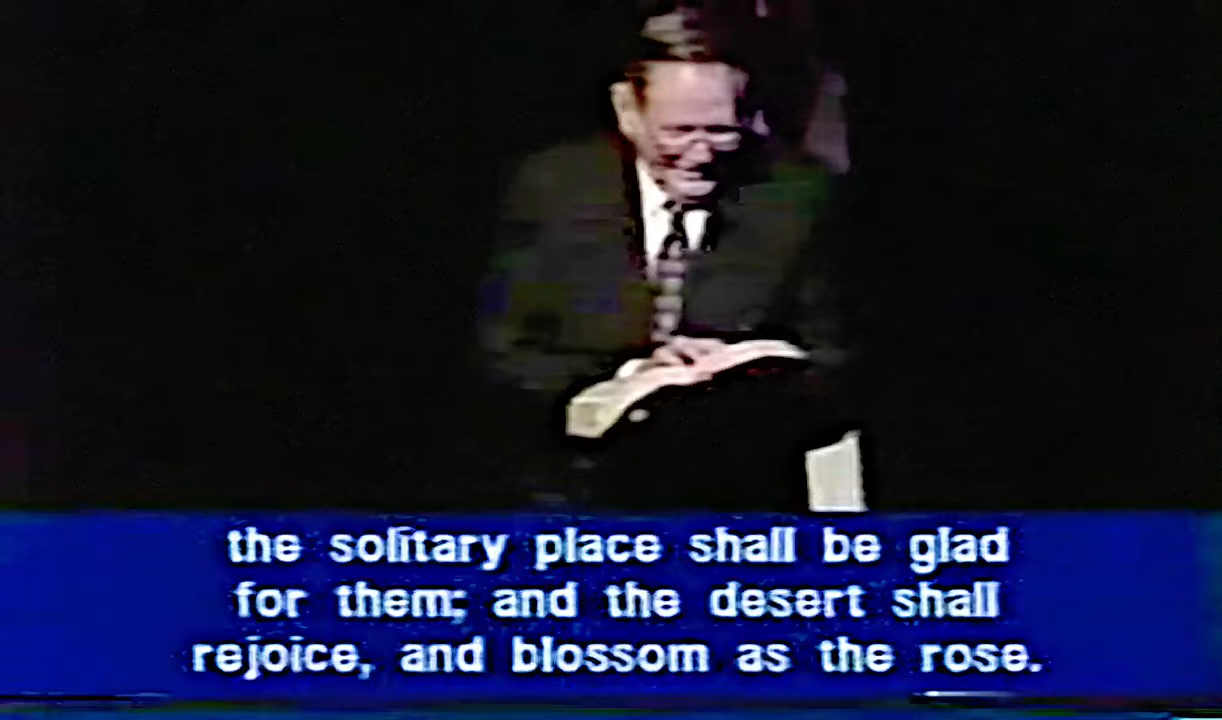 the solitary place shall be glad
for them; and the desert shall
rejoice, and blossom as the rose.